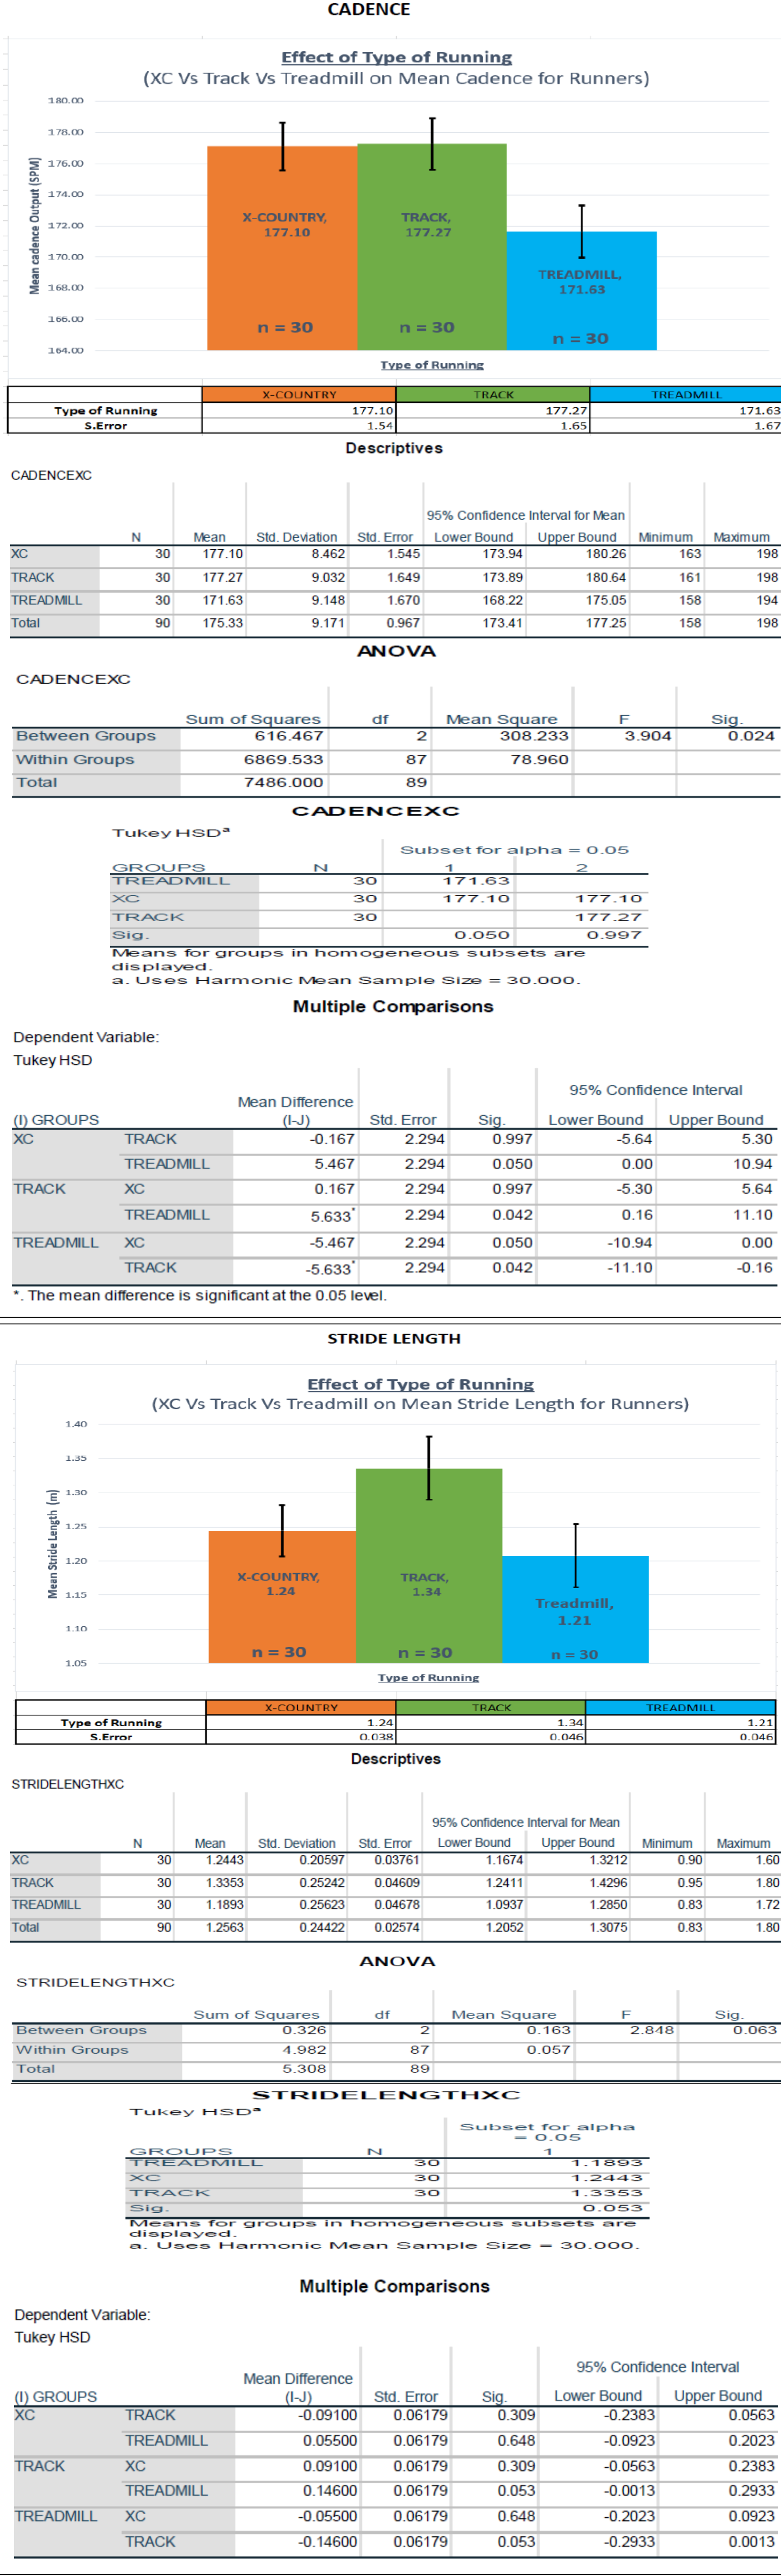 CADENCE
Effect of Type of Running
(XC Vs Track Vs Treadmill on Mean Cadence for Runners)
180.00
178.00
176.00
174.00
172.00
170.00
168.00
166.00
164.00
Mean cadence Output (SPM)
X-COUNTRY,
177.10
n = 30
TRACK,
177.27
n = 30
TREADMILL,
171.63
n = 30
Type of Running
X-COUNTRY TRACK TREADMILL
Type of Running 177.10 177.27 171.63
S.Error 1.54 1.65 1.67
Descriptives
CADENCEXC
95% Confidence Interval for Mean
N Mean Std. Deviation Std. Error Lower Bound Upper Bound Minimum Maximum
XC 30 177.10 8.462 1.545 173.94 180.26 163 198
TRACK 30 177.27 9.032 1.649 173.89 180.64 161 198
TREADMILL 30 171.63 9.148 1.670 168.22 175.05 158 194
Total 90 175.33 9.171 0.967 173.41 177.25 158 198
ANOVA
CADENCEXC
Sum of Squares df Mean Square F Sig.
Between Groups 616.467 2 308.233 3.904 0.024
Within Groups 6869.533 87 78.960
Total 7486.000 89
CADENCEXC
Tukey HSDᵃ
Subset for alpha = 0.05
GROUPS N 1 2
TREADMILL 30 171.63
XC 30 177.10 177.10
TRACK 30 177.27
Sig. 0.050 0.997
Means for groups in homogeneous subsets are
displayed.
a. Uses Harmonic Mean Sample Size = 30.000.
Multiple Comparisons
Dependent Variable:
Tukey HSD
95% Confidence Interval
(I) GROUPS Mean Difference (I-J) Std. Error Sig. Lower Bound Upper Bound
XC TRACK -0.167 2.294 0.997 -5.64 5.30
TREADMILL 5.467 2.294 0.050 0.00 10.94
TRACK XC 0.167 2.294 0.997 -5.30 5.64
TREADMILL 5.633* 2.294 0.042 0.16 11.10
TREADMILL XC -5.467 2.294 0.050 -10.94 0.00
TRACK -5.633* 2.294 0.042 -11.10 -0.16
*. The mean difference is significant at the 0.05 level.
STRIDE LENGTH
Effect of Type of Running
(XC Vs Track Vs Treadmill on Mean Stride Length for Runners)
1.40
1.35
1.30
1.25
1.20
1.15
1.10
1.05
Mean Stride Length (m)
X-COUNTRY,
1.24
n = 30
TRACK,
1.34
n = 30
Treadmill,
1.21
n = 30
Type of Running
X-COUNTRY TRACK TREADMILL
Type of Running 1.24 1.34 1.21
S.Error 0.038 0.046 0.046
Descriptives
STRIDELENGTHXC
95% Confidence Interval for Mean
N Mean Std. Deviation Std. Error Lower Bound Upper Bound Minimum Maximum
XC 30 1.2443 0.20597 0.03761 1.1674 1.3212 0.90 1.60
TRACK 30 1.3353 0.25242 0.04609 1.2411 1.4296 0.95 1.80
TREADMILL 30 1.1893 0.25623 0.04678 1.0937 1.2850 0.83 1.72
Total 90 1.2563 0.24422 0.02574 1.2052 1.3075 0.83 1.80
ANOVA
STRIDELENGTHXC
Sum of Squares df Mean Square F Sig.
Between Groups 0.326 2 0.163 2.848 0.063
Within Groups 4.982 87 0.057
Total 5.308 89
STRIDELENGTHXC
Tukey HSDᵃ
Subset for alpha
= 0.05
GROUPS N 1
TREADMILL 30 1.1893
XC 30 1.2443
TRACK 30 1.3353
Sig. 0.053
Means for groups in homogeneous subsets are
displayed.
a. Uses Harmonic Mean Sample Size = 30.000.
Multiple Comparisons
Dependent Variable:
Tukey HSD
95% Confidence Interval
(I) GROUPS Mean Difference (I-J) Std. Error Sig. Lower Bound Upper Bound
XC TRACK -0.09100 0.06179 0.309 -0.2383 0.0563
TREADMILL 0.05500 0.06179 0.648 -0.0923 0.2023
TRACK XC 0.09100 0.06179 0.309 -0.0563 0.2383
TREADMILL 0.14600 0.06179 0.053 -0.0013 0.2933
TREADMILL XC -0.05500 0.06179 0.648 -0.2023 0.0923
TRACK -0.14600 0.06179 0.053 -0.2933 0.0013